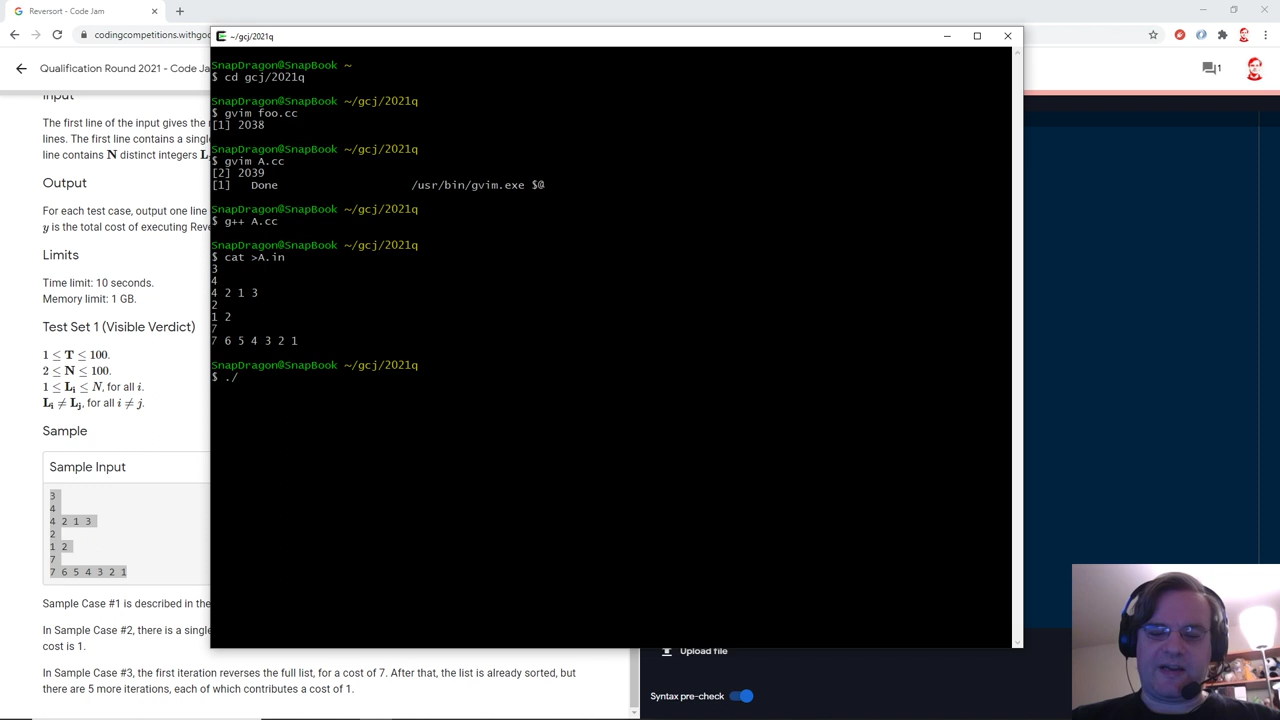 Reversort - Code Jam
codingcompetitions.withgoo
Qualification Round 2021 - Code Ja
1
Input
The first line of the input gives the
lines. The first line contains a singl
line contains N distinct integers L
Output
For each test case, output one line
y is the total cost of executing Reve
Limits
Time limit: 10 seconds.
Memory limit: 1 GB.
Test Set 1 (Visible Verdict)
1 ≤ T ≤ 100.
2 ≤ N ≤ 100.
1 ≤ Li ≤ N, for all i.
Li ≠ Lj, for all i ≠ j.
Sample
Sample Input
3
4
4 2 1 3
2
1 2
7
7 6 5 4 3 2 1
Sample Case #1 is described in the
In Sample Case #2, there is a single
cost is 1.
In Sample Case #3, the first iteration reverses the full list, for a cost of 7. After that, the list is already sorted, but
there are 5 more iterations, each of which contributes a cost of 1.
~/gcj/2021q
SnapDragon@SnapBook ~
$ cd gcj/2021q
SnapDragon@SnapBook ~/gcj/2021q
$ gvim foo.cc
[1] 2038
SnapDragon@SnapBook ~/gcj/2021q
$ gvim A.cc
[2] 2039
[1]   Done                    /usr/bin/gvim.exe $@
SnapDragon@SnapBook ~/gcj/2021q
$ g++ A.cc
SnapDragon@SnapBook ~/gcj/2021q
$ cat >A.in
3
4
4 2 1 3
2
1 2
7
7 6 5 4 3 2 1
SnapDragon@SnapBook ~/gcj/2021q
$ ./
Upload file
Syntax pre-check